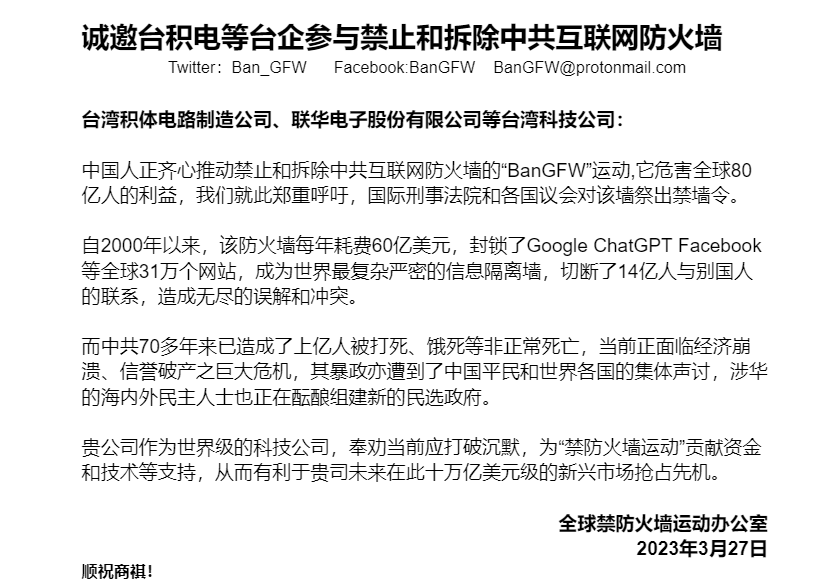 诚邀台积电等台企参与禁止和拆除中共互联网防火墙
Twitter：Ban_GFW Facebook:BanGFW BanGFW@protonmail.com
台湾积体电路制造公司、联华电子股份有限公司等台湾科技公司：
中国人正齐心推动禁止和拆除中共互联网防火墙的“BanGFW”运动,它危害全球80
亿人的利益，我们就此郑重呼吁，国际刑事法院和各国议会对该墙祭出禁墙令。
自2000年以来，该防火墙每年耗费60亿美元，封锁了Google ChatGPT Facebook
等全球31万个网站，成为世界最复杂严密的信息隔离墙，切断了14亿人与别国人
的联系，造成无尽的误解和冲突。
而中共70多年来已造成了上亿人被打死、饿死等非正常死亡，当前正面临经济崩
溃、信誉破产之巨大危机，其暴政亦遭到了中国平民和世界各国的集体声讨，涉华
的海内外民主人士也正在酝酿组建新的民选政府。
贵公司作为世界级的科技公司，奉劝当前应打破沉默，为“禁防火墙运动”贡献资金
和技术等支持，从而有利于贵司未来在此十万亿美元级的新兴市场抢占先机。
全球禁防火墙运动办公室
2023年3月27日
顺祝商祺！